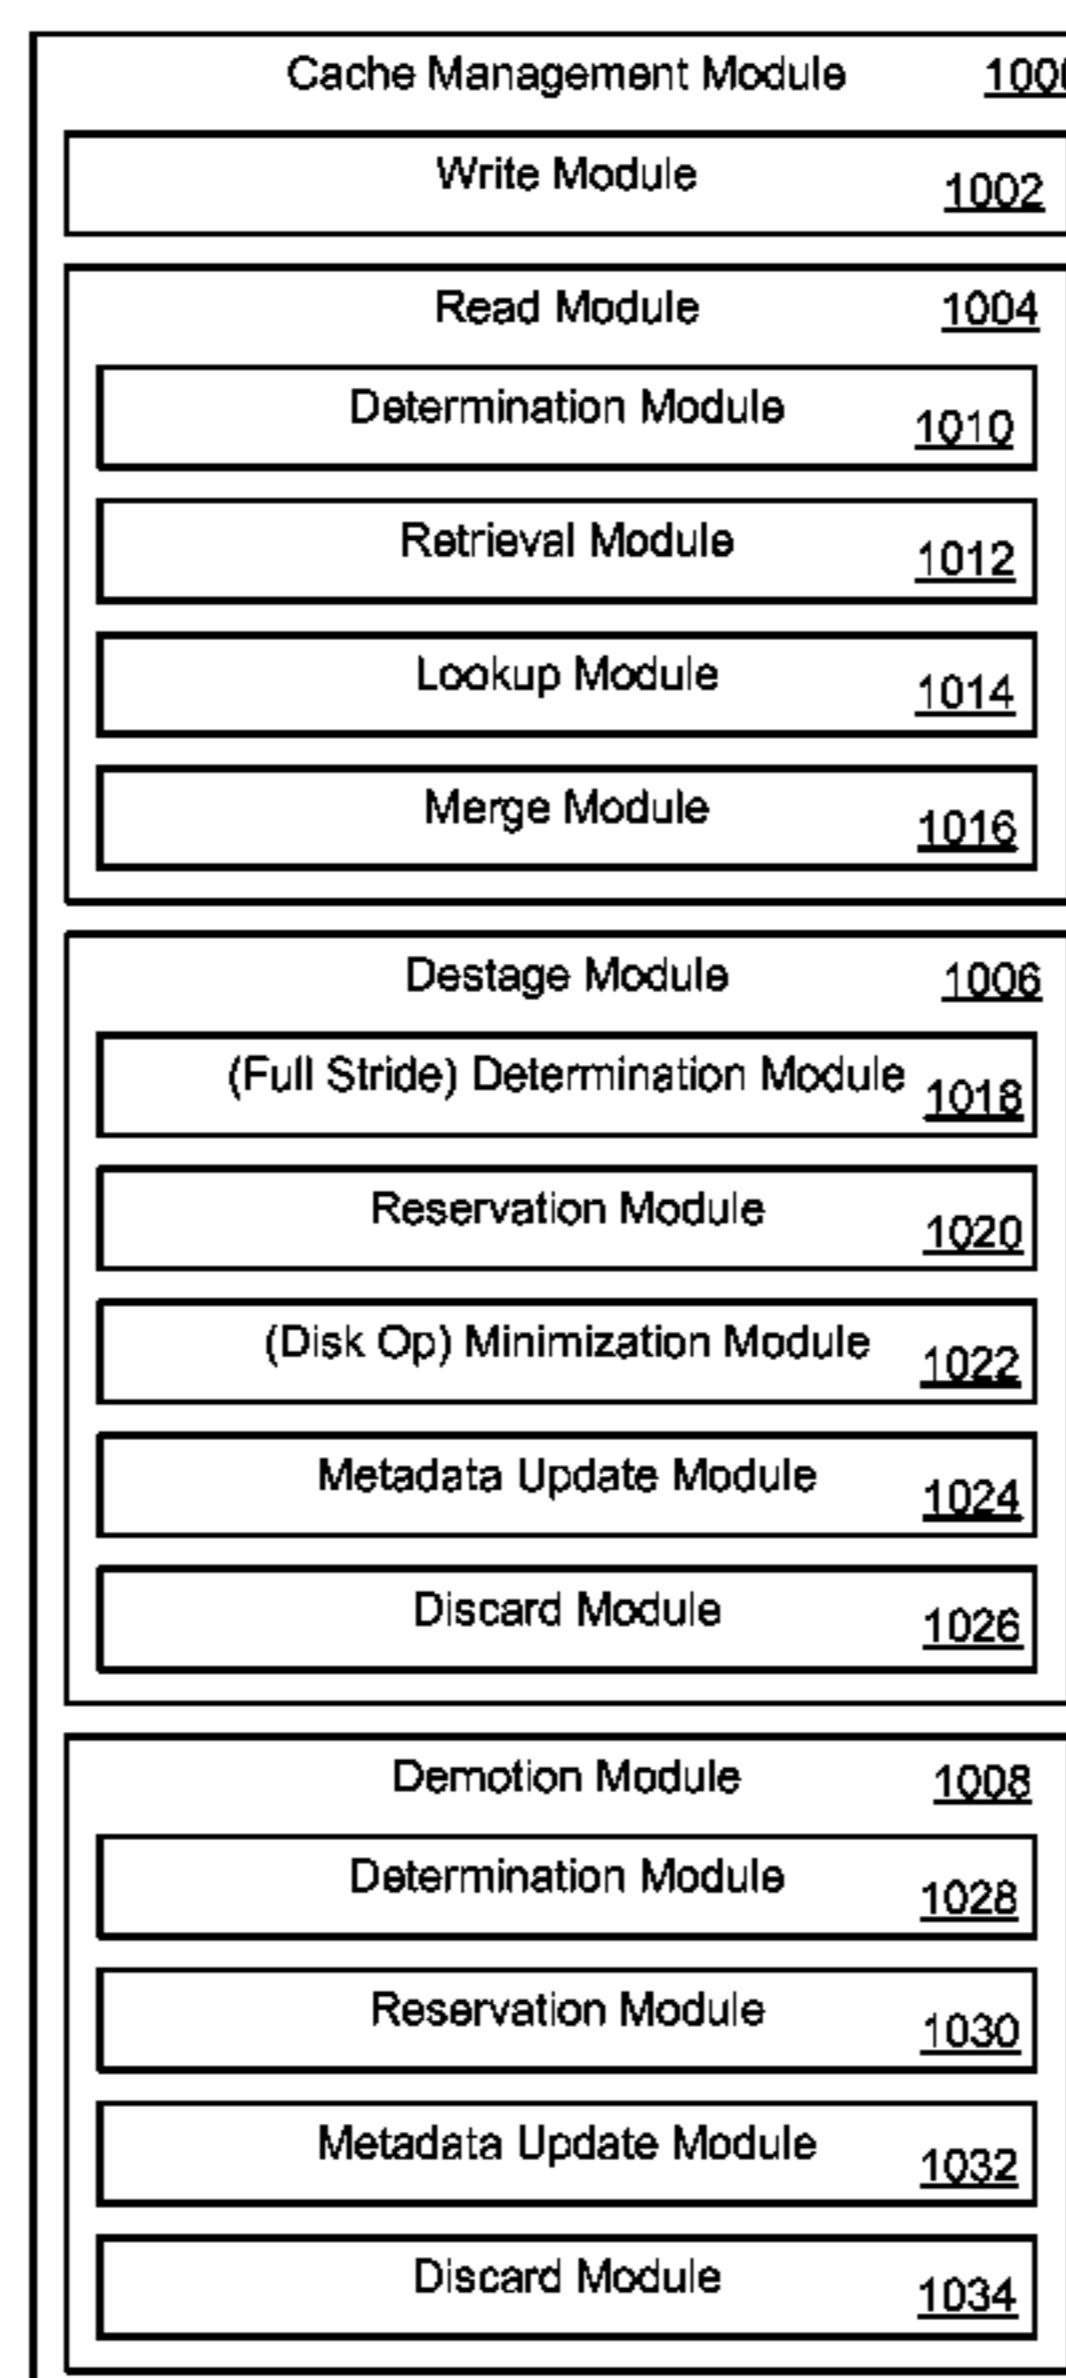 Cache Management Module 1000
Write Module 1002
Read Module 1004
Determination Module 1010
Retrieval Module 1012
Lookup Module 1014
Merge Module 1016
Destage Module 1006
(Full Stride) Determination Module 1018
Reservation Module 1020
(Disk Op) Minimization Module 1022
Metadata Update Module 1024
Discard Module 1026
Demotion Module 1008
Determination Module 1028
Reservation Module 1030
Metadata Update Module 1032
Discard Module 1034